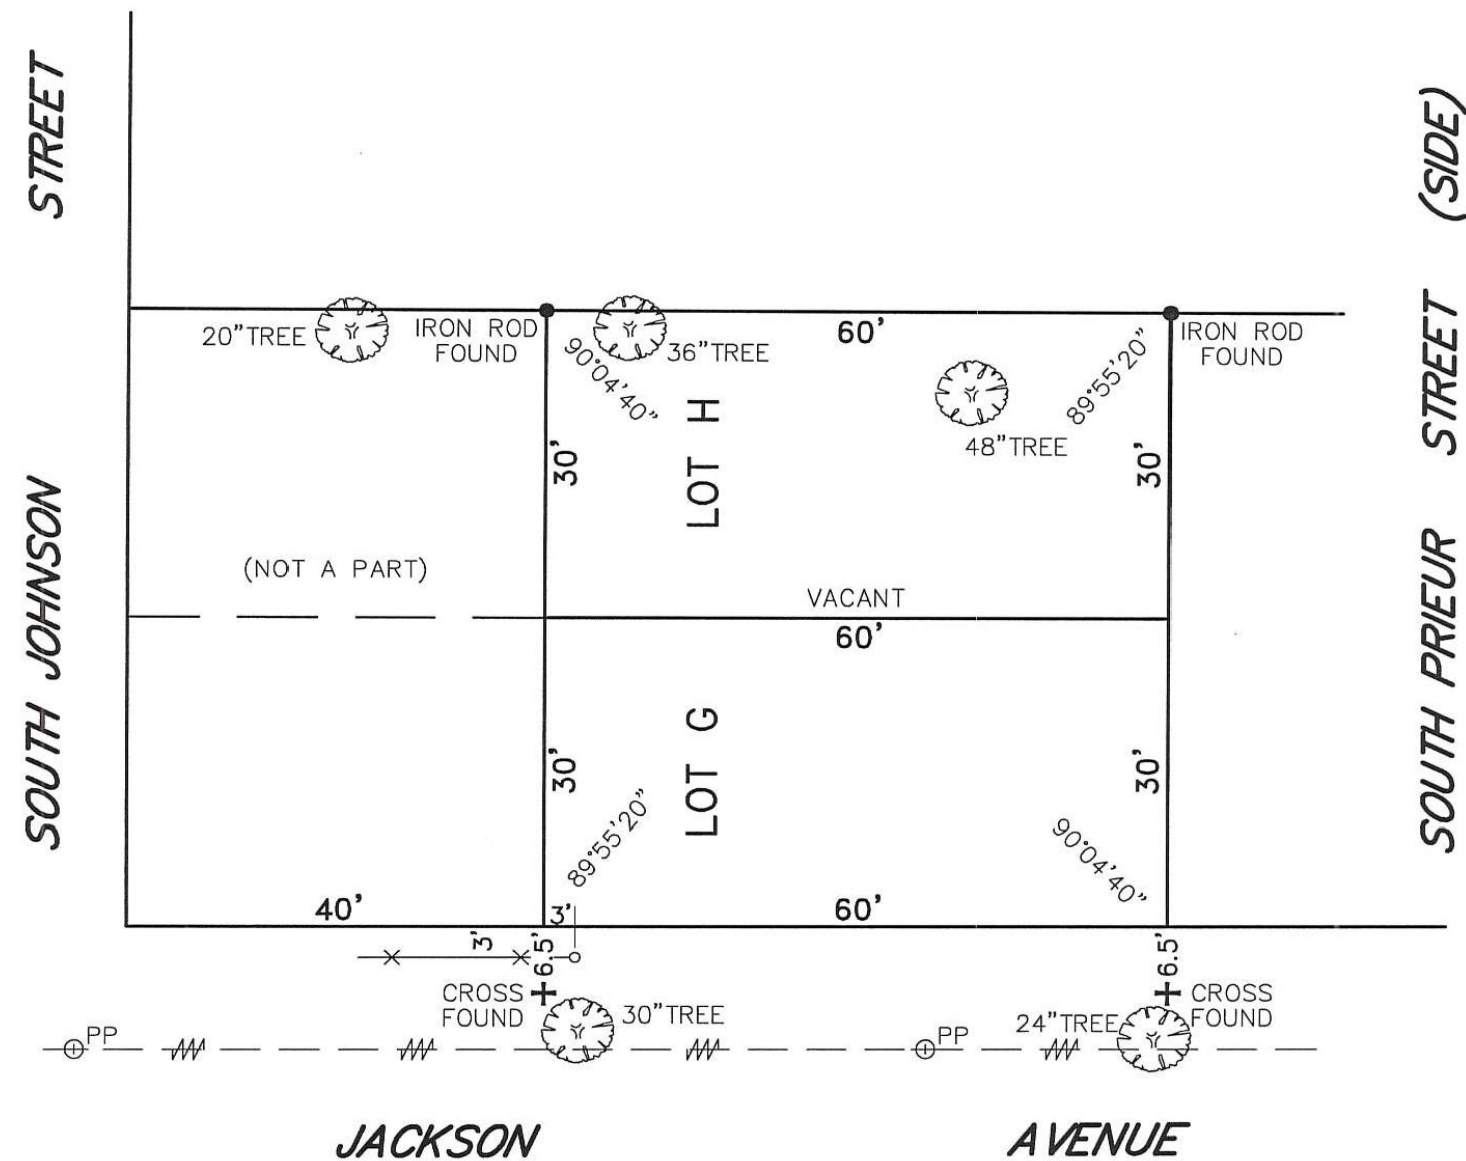 SOUTH JOHNSON STREET
SOUTH PRIEUR STREET (SIDE)
20"TREE
IRON ROD
FOUND
36"TREE
60'
IRON ROD
FOUND
90°04'40"
89°55'20"
48"TREE
30'
LOT H
30'
(NOT A PART)
VACANT
60'
30'
LOT G
30'
89°55'20"
90°04'40"
40'
3'
60'
3'
6.5'
6.5'
CROSS
FOUND
30"TREE
24"TREE
CROSS
FOUND
PP
PP
JACKSON AVENUE